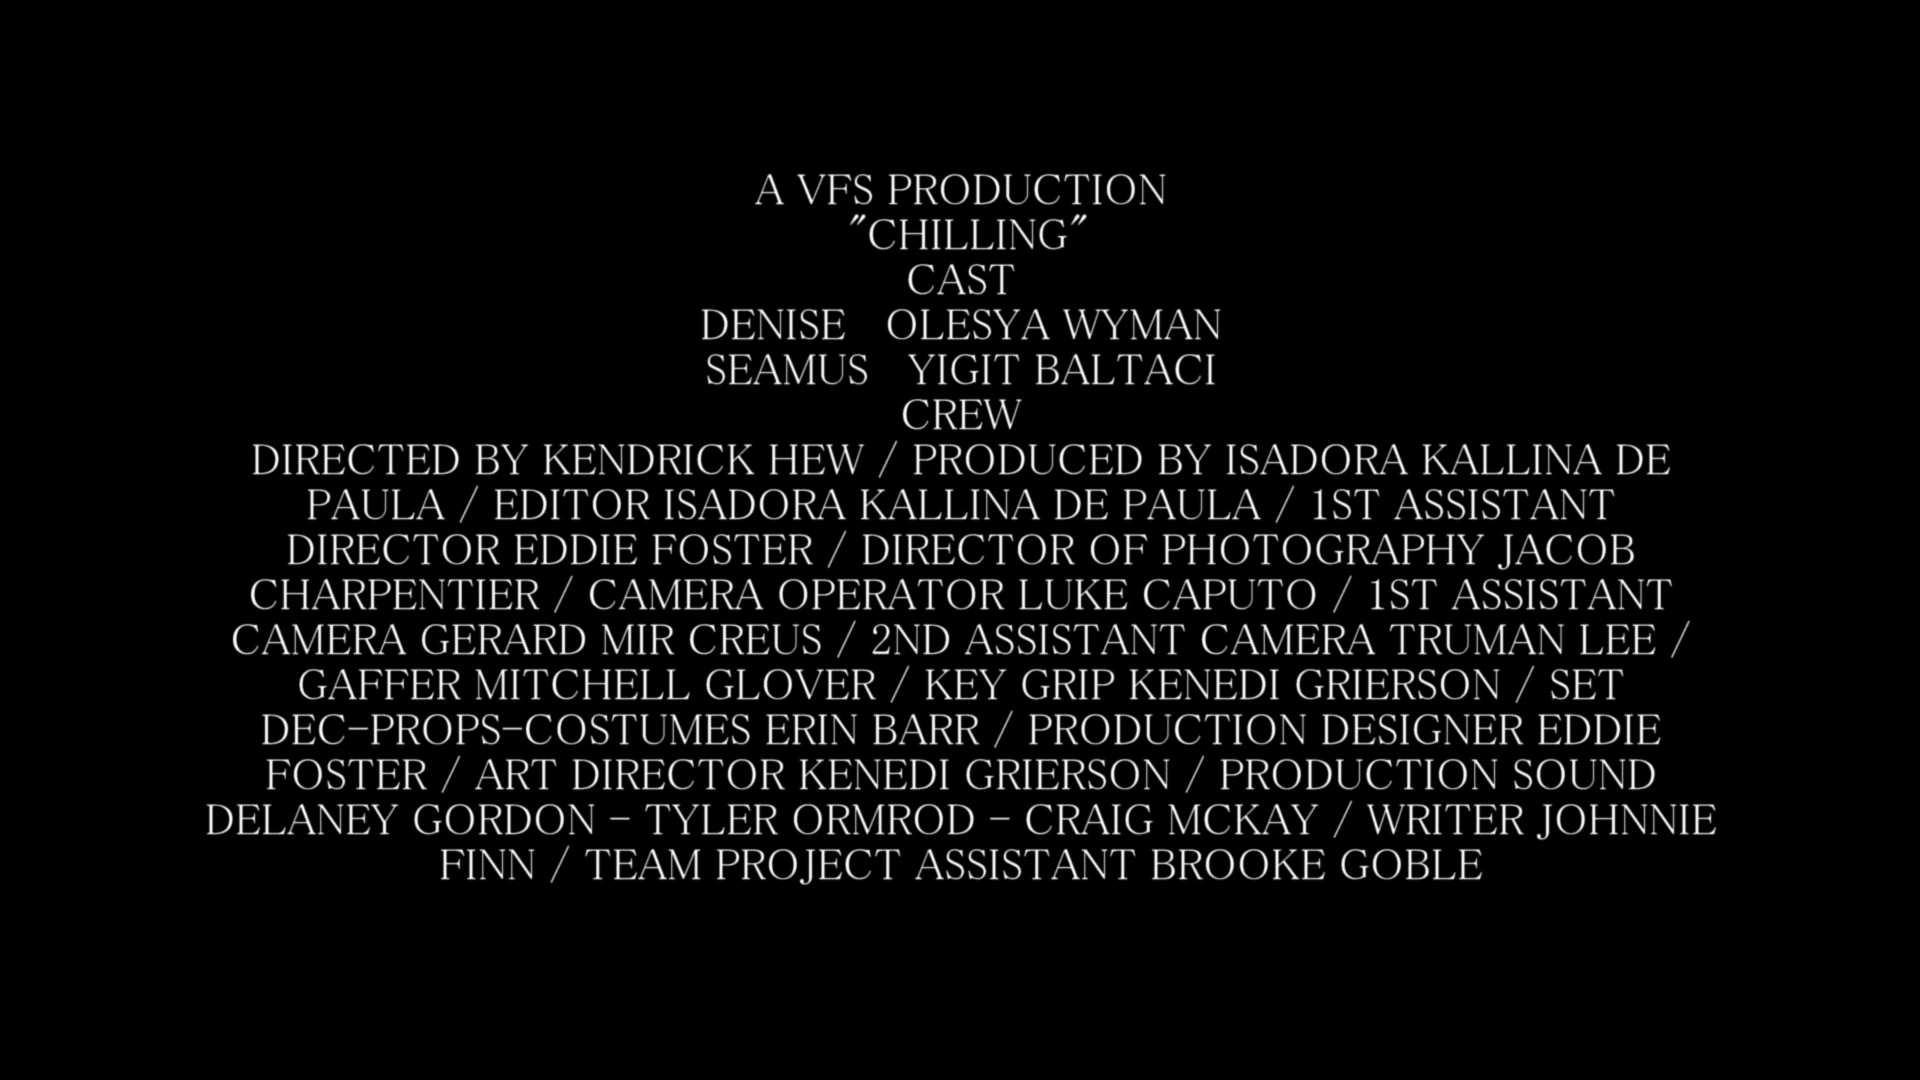 A VFS PRODUCTION
"CHILLING"
CAST
DENISE OLESYA WYMAN
SEAMUS YIGIT BALTACI
CREW
DIRECTED BY KENDRICK HEW / PRODUCED BY ISADORA KALLINA DE
PAULA / EDITOR ISADORA KALLINA DE PAULA / 1ST ASSISTANT
DIRECTOR EDDIE FOSTER / DIRECTOR OF PHOTOGRAPHY JACOB
CHARPENTIER / CAMERA OPERATOR LUKE CAPUTO / 1ST ASSISTANT
CAMERA GERARD MIR CREUS / 2ND ASSISTANT CAMERA TRUMAN LEE /
GAFFER MITCHELL GLOVER / KEY GRIP KENEDI GRIERSON / SET
DEC-PROPS-COSTUMES ERIN BARR / PRODUCTION DESIGNER EDDIE
FOSTER / ART DIRECTOR KENEDI GRIERSON / PRODUCTION SOUND
DELANEY GORDON - TYLER ORMROD - CRAIG MCKAY / WRITER JOHNNIE
FINN / TEAM PROJECT ASSISTANT BROOKE GOBLE